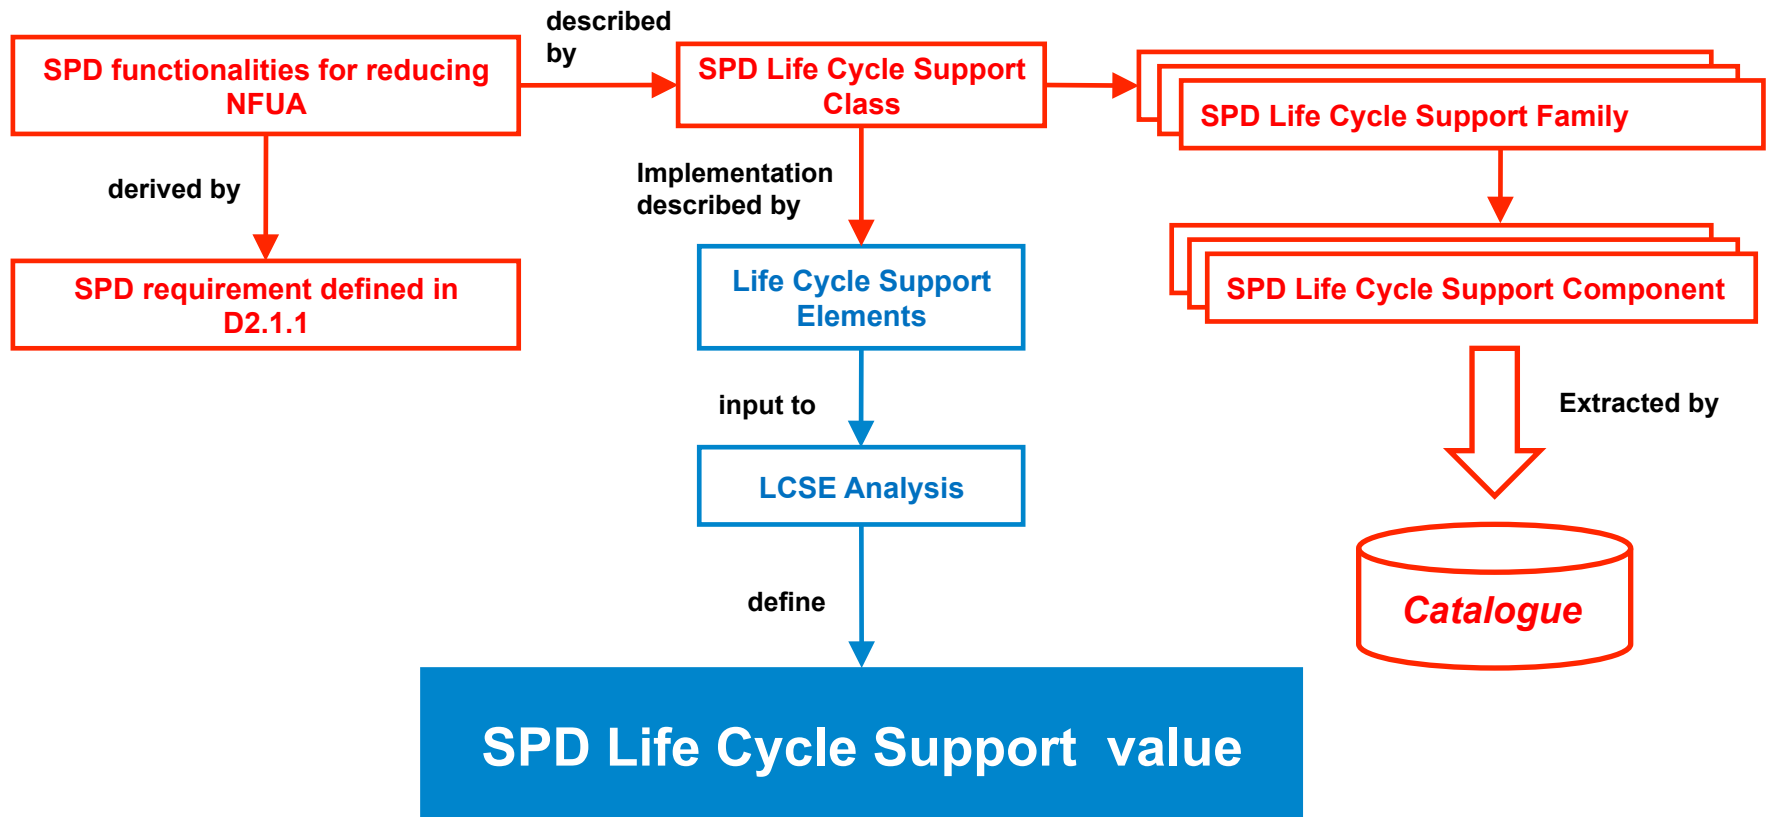 described
by
SPD functionalities for reducing
NFUA
SPD Life Cycle Support
Class
SPD Life Cycle Support Family
derived by
Implementation
described by
SPD requirement defined in
D2.1.1
Life Cycle Support
Elements
SPD Life Cycle Support Component
input to
Extracted by
LCSE Analysis
define
Catalogue
SPD Life Cycle Support  value